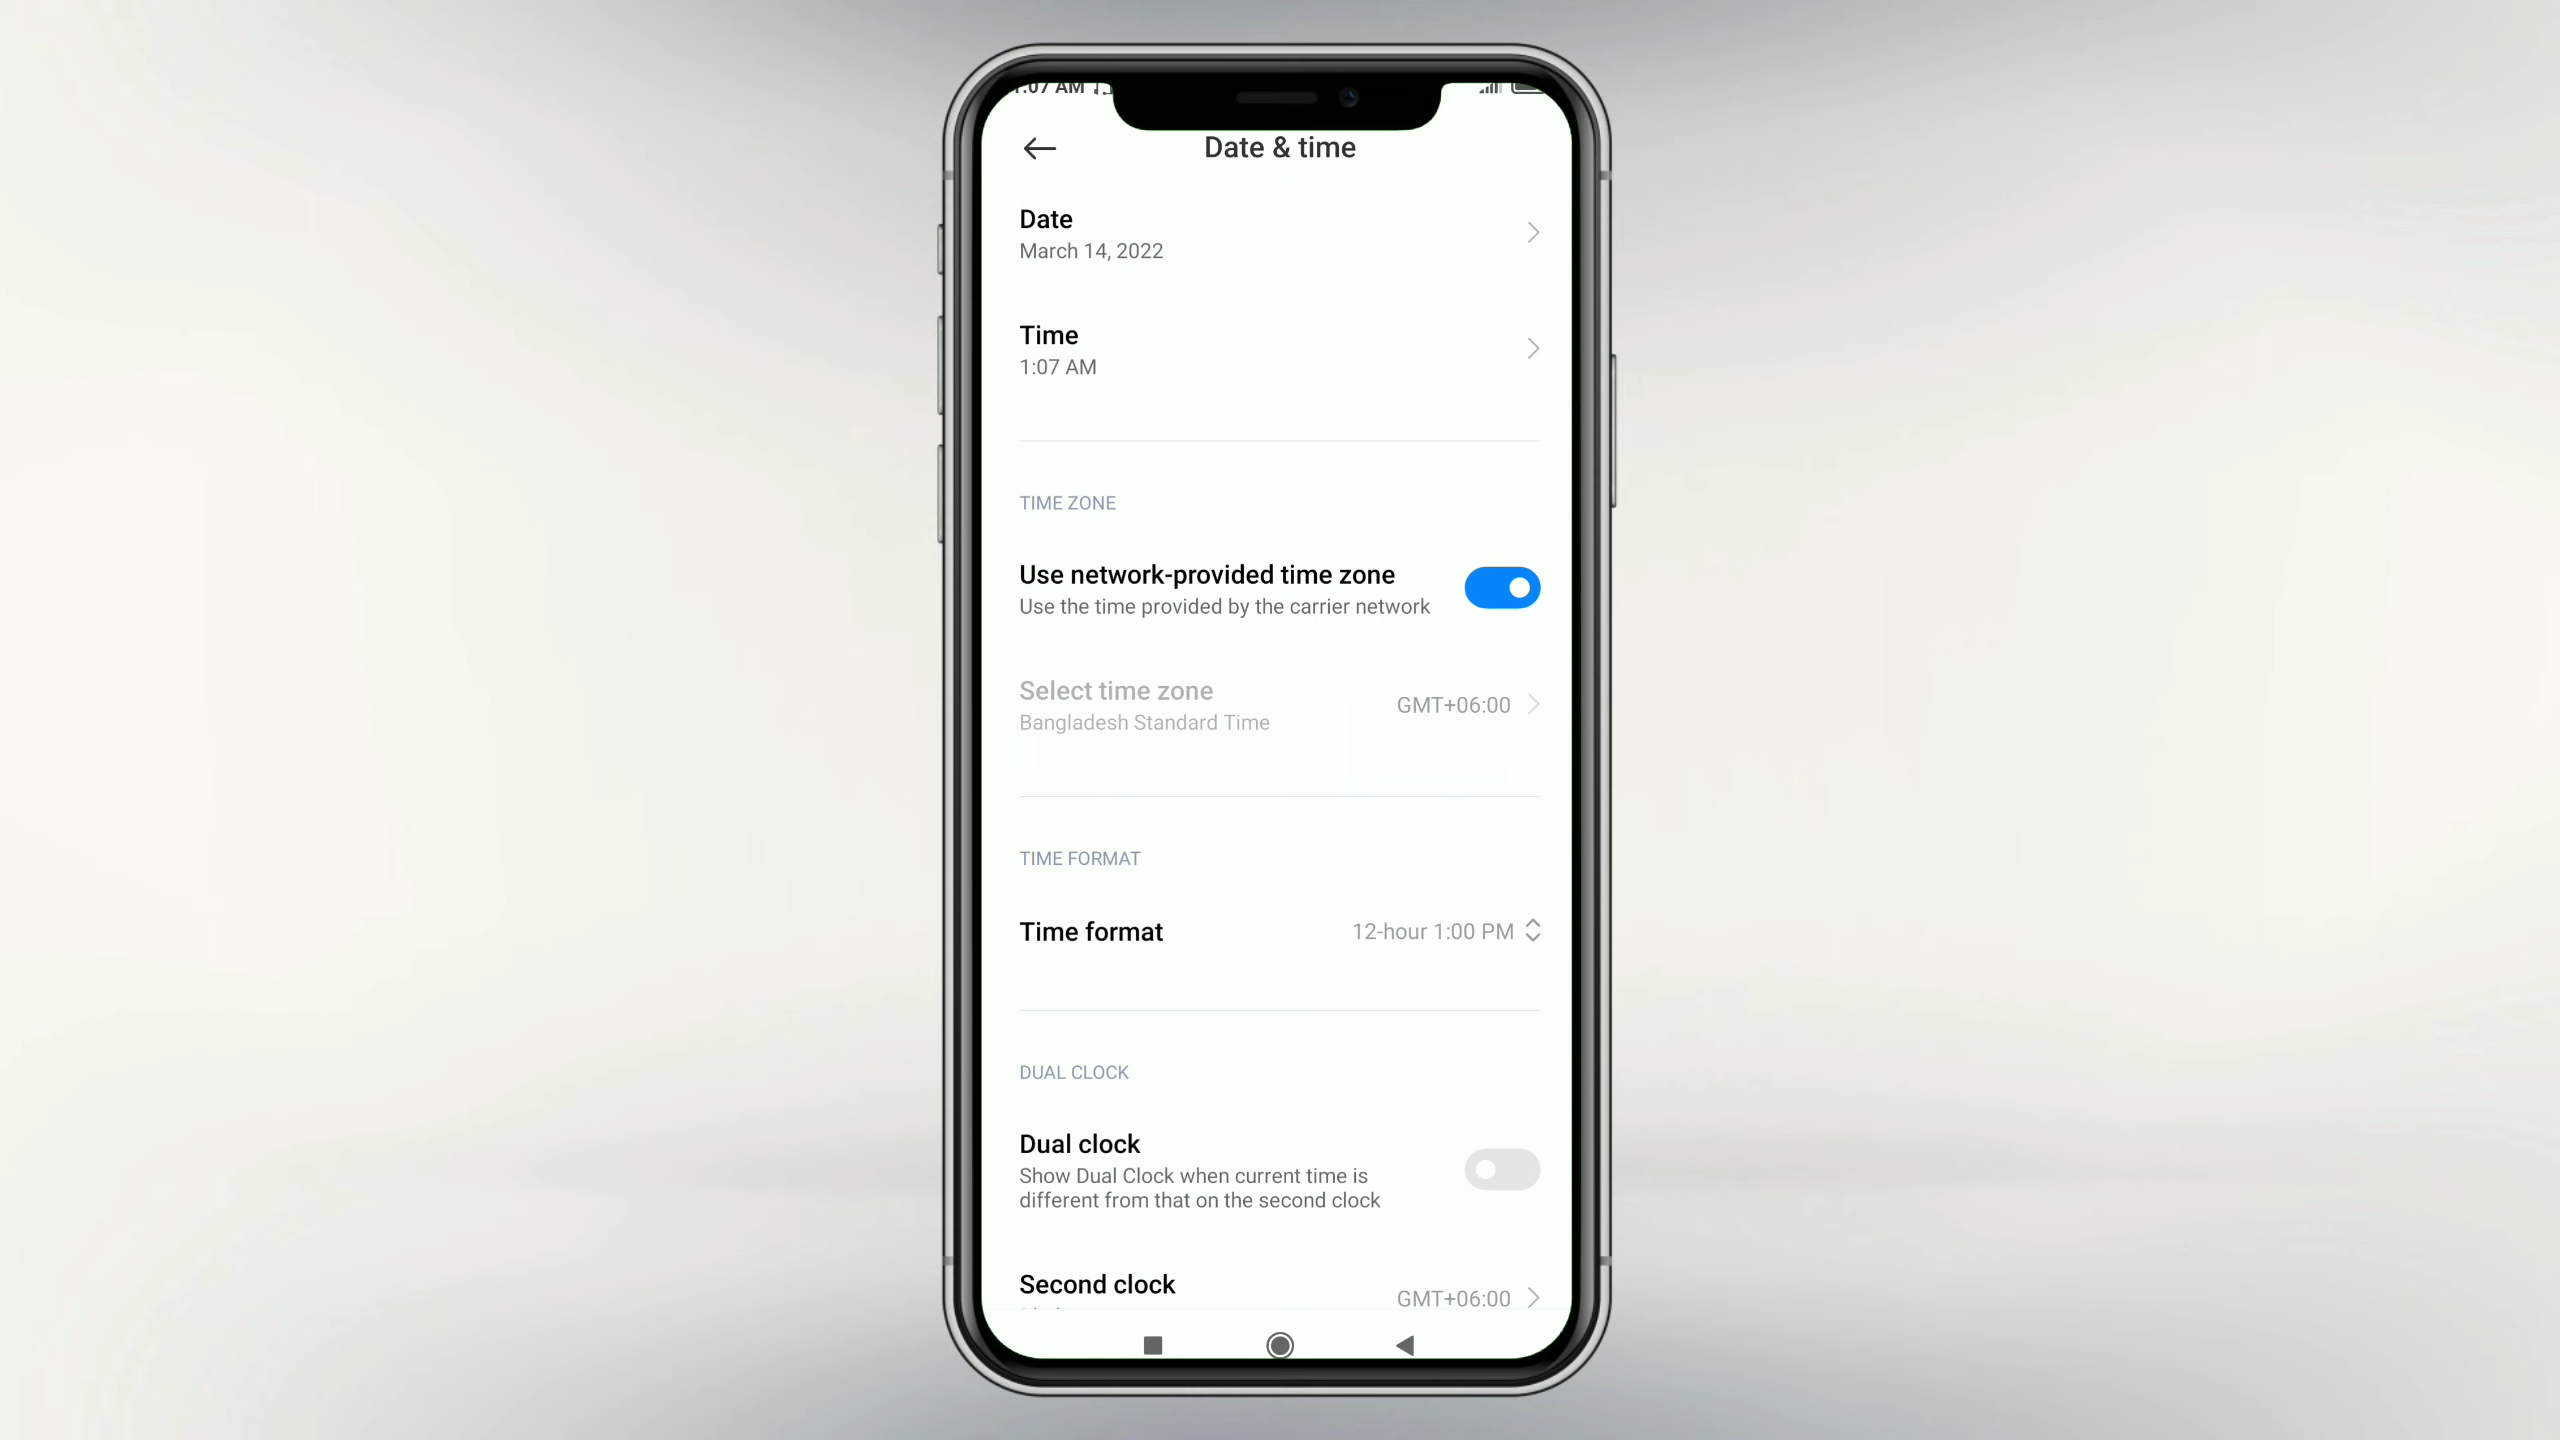 1:07 AM
Date & time
Date
March 14, 2022
Time
1:07 AM
TIME ZONE
Use network-provided time zone
Use the time provided by the carrier network
Select time zone
Bangladesh Standard Time
GMT+06:00
TIME FORMAT
Time format
12-hour 1:00 PM
DUAL CLOCK
Dual clock
Show Dual Clock when current time is
different from that on the second clock
Second clock
GMT+06:00